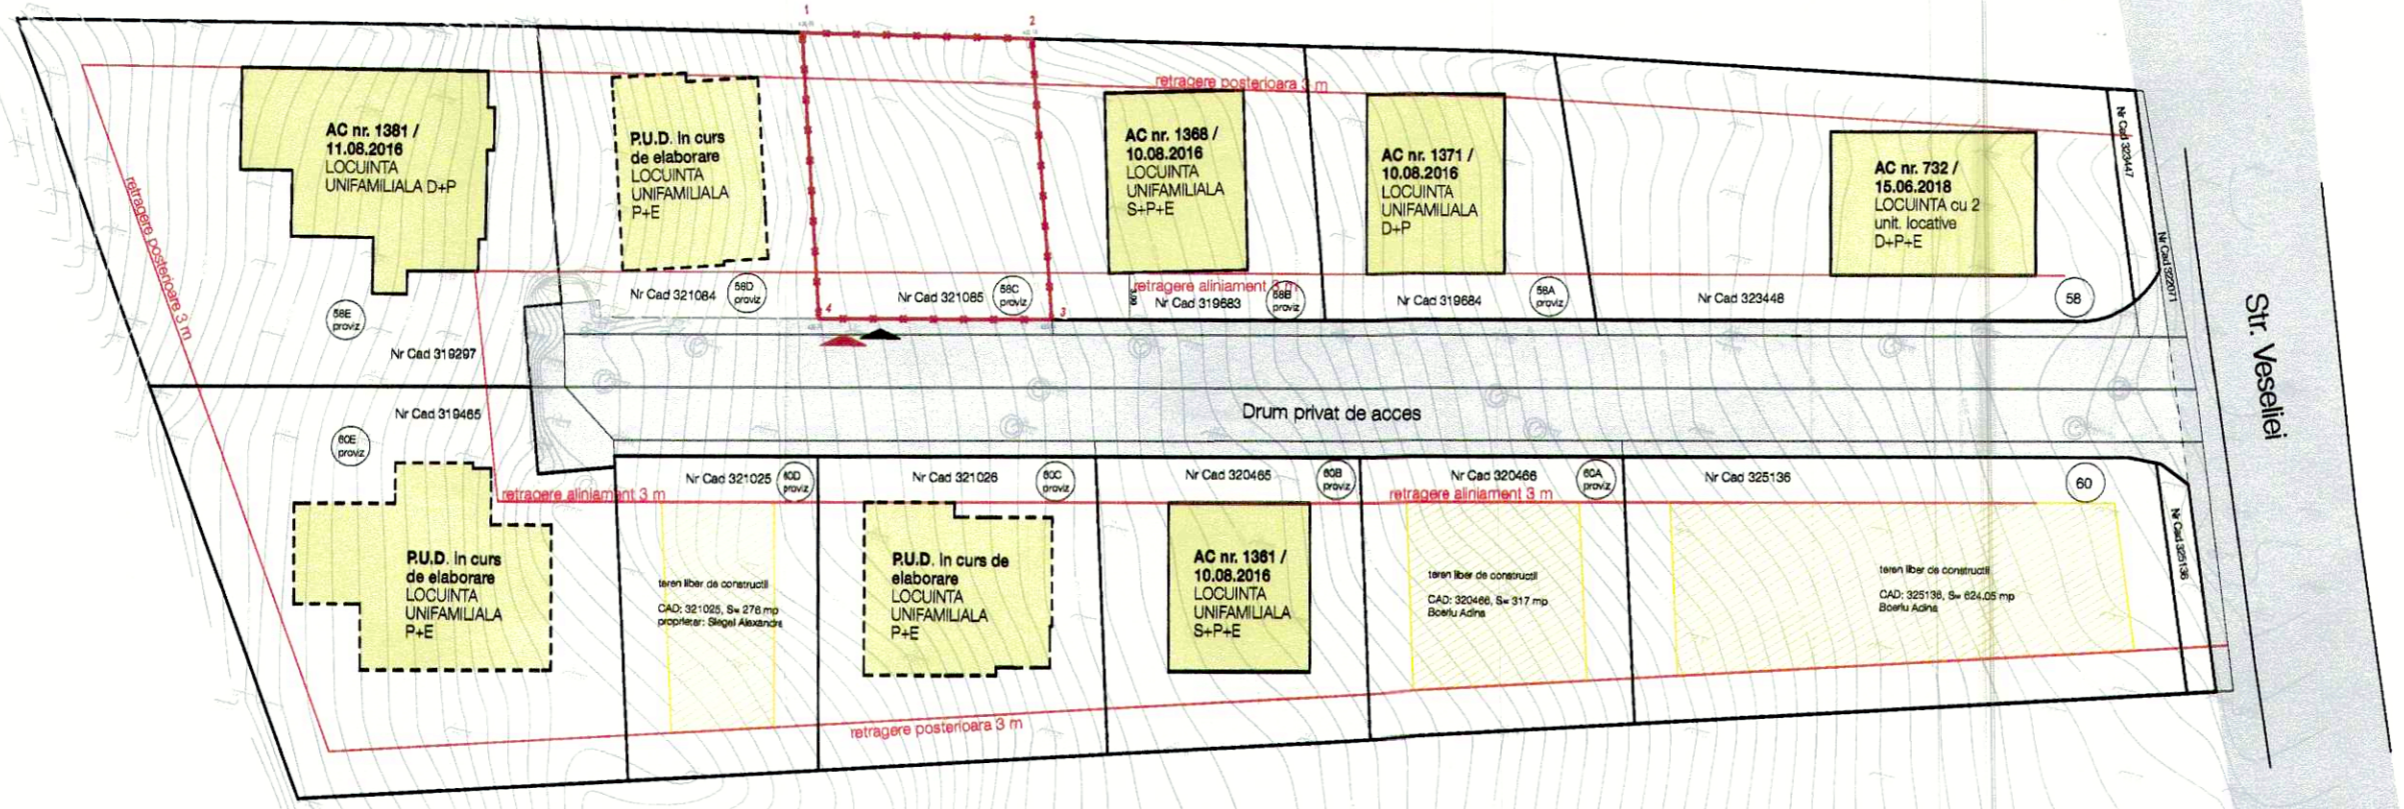 1
2
retragere posterioara 3 m
AC nr. 1381 /
11.08.2016
LOCUINTA
UNIFAMILIALA D+P
P.U.D. in curs
de elaborare
LOCUINTA
UNIFAMILIALA
P+E
AC nr. 1368 /
10.08.2016
LOCUINTA
UNIFAMILIALA
S+P+E
AC nr. 1371 /
10.08.2016
LOCUINTA
UNIFAMILIALA
D+P
AC nr. 732 /
15.06.2018
LOCUINTA cu 2
unit. locative
D+P+E
Nr Cad 323447
Nr Cad 322071
retragere posterioare 3 m
58E
proviz
Nr Cad 319297
Nr Cad 321084
58D
proviz
Nr Cad 321085
58C
proviz
4
3
retragere aliniament 3 m
Nr Cad 319683
58B
proviz
Nr Cad 319684
58A
proviz
Nr Cad 323448
58
Str. Veseliei
Drum privat de acces
Nr Cad 319465
60E
proviz
Nr Cad 321025
60D
proviz
Nr Cad 321026
60C
proviz
Nr Cad 320465
60B
proviz
Nr Cad 320466
60A
proviz
Nr Cad 325136
60
retragere aliniament 3 m
retragere aliniament 3 m
P.U.D. in curs
de elaborare
LOCUINTA
UNIFAMILIALA
P+E
teren liber de constructii
CAD: 321025, S= 276 mp
proprietar: Siegel Alexandra
P.U.D. in curs de
elaborare
LOCUINTA
UNIFAMILIALA
P+E
AC nr. 1361 /
10.08.2016
LOCUINTA
UNIFAMILIALA
S+P+E
teren liber de constructii
CAD: 320466, S= 317 mp
Boeriu Adina
teren liber de constructii
CAD: 325136, S= 624.05 mp
Boeriu Adina
retragere posterioara 3 m